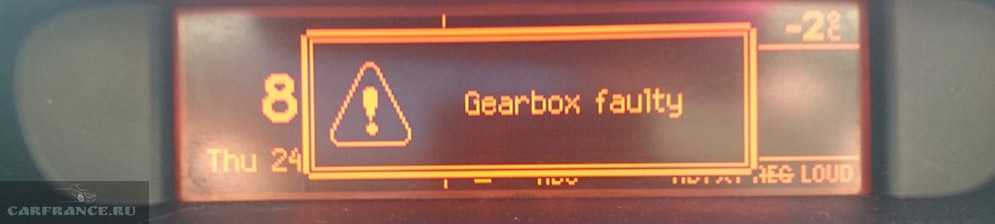 -2°C
8
Gearbox faulty
Thu 24
REG LOUD
CARFRANCE.RU